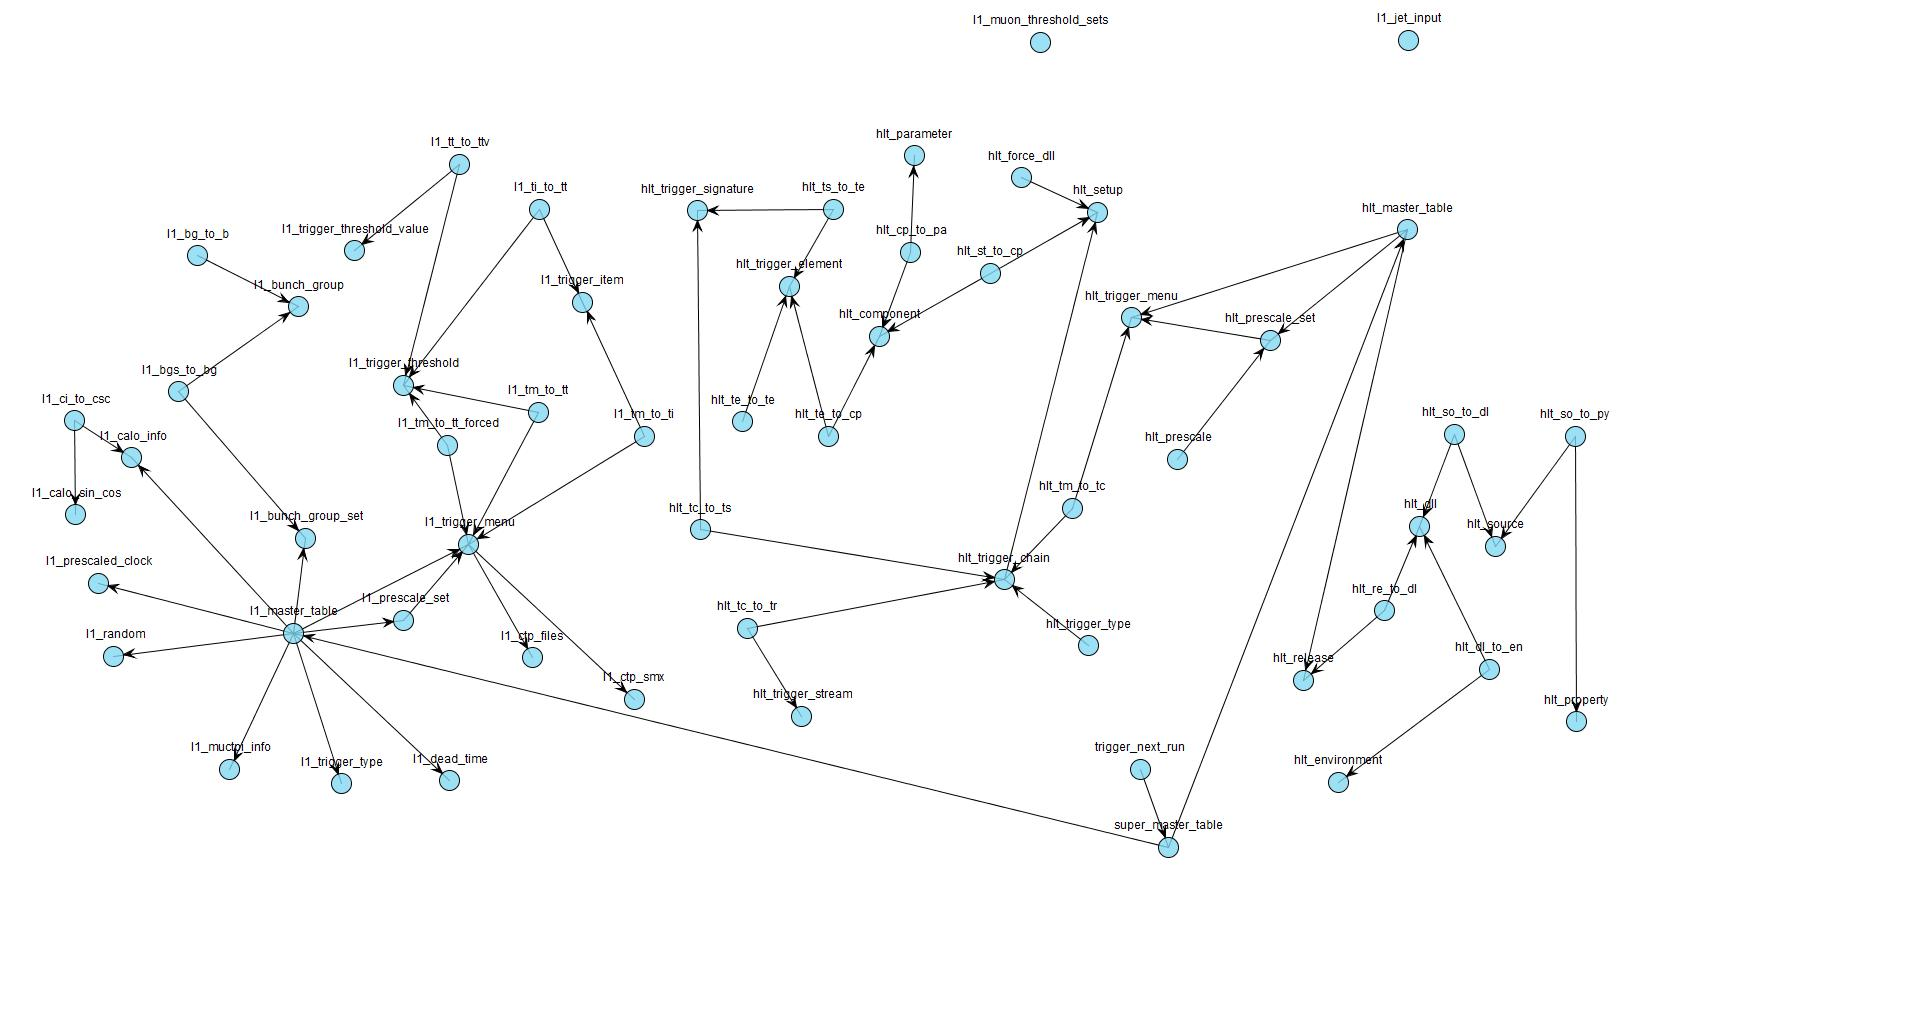 l1_muon_threshold_sets
l1_jet_input
hlt_parameter
l1_tt_to_ttv
hlt_force_dll
l1_ti_to_tt
hlt_trigger_signature
hlt_ts_to_te
hlt_setup
hlt_master_table
l1_bg_to_b
l1_trigger_threshold_value
hlt_cp_to_pa
hlt_st_to_cp
hlt_trigger_element
l1_trigger_item
l1_bunch_group
hlt_trigger_menu
hlt_component
hlt_prescale_set
l1_trigger_threshold
l1_bgs_to_bg
l1_tm_to_tt
l1_ci_to_csc
hlt_te_to_te
l1_tm_to_ti
hlt_te_to_cp
hlt_so_to_dl
hlt_so_to_py
l1_tm_to_tt_forced
l1_calo_info
hlt_prescale
l1_calo_sin_cos
hlt_tm_to_tc
hlt_dll
hlt_tc_to_ts
l1_bunch_group_set
l1_trigger_menu
hlt_source
hlt_trigger_chain
l1_prescaled_clock
hlt_re_to_dl
l1_prescale_set
hlt_tc_to_tr
l1_master_table
hlt_trigger_type
l1_random
l1_ctp_files
hlt_dl_to_en
hlt_release
l1_ctp_smx
hlt_trigger_stream
hlt_property
l1_muctpi_info
trigger_next_run
l1_trigger_type
l1_dead_time
hlt_environment
super_master_table